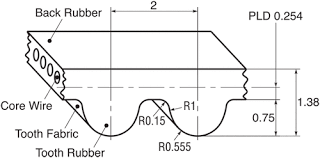 Back Rubber
2
PLD 0.254
Core Wire
R0.15
R1
0.75
1.38
Tooth Fabric
R0.555
Tooth Rubber